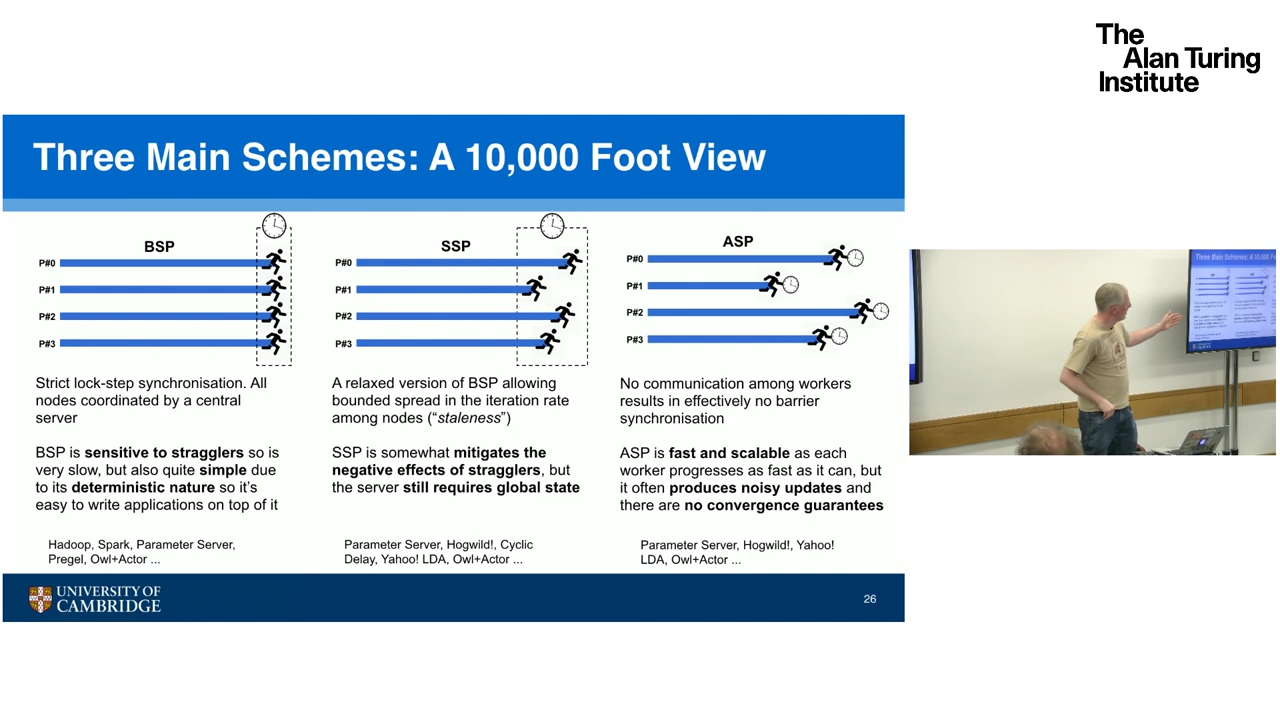 The
Alan Turing
Institute
Three Main Schemes: A 10,000 Foot View
BSP
P#0
P#1
P#2
P#3
Strict lock-step synchronisation. All
nodes coordinated by a central
server
BSP is sensitive to stragglers so is
very slow, but also quite simple due
to its deterministic nature so it's
easy to write applications on top of it
Hadoop, Spark, Parameter Server,
Pregel, Owl+Actor ...
SSP
P#0
P#1
P#2
P#3
A relaxed version of BSP allowing
bounded spread in the iteration rate
among nodes ("staleness")
SSP is somewhat mitigates the
negative effects of stragglers, but
the server still requires global state
Parameter Server, Hogwild!, Cyclic
Delay, Yahoo! LDA, Owl+Actor ...
ASP
P#0
P#1
P#2
P#3
No communication among workers
results in effectively no barrier
synchronisation
ASP is fast and scalable as each
worker progresses as fast as it can, but
it often produces noisy updates and
there are no convergence guarantees
Parameter Server, Hogwild!, Yahoo!
LDA, Owl+Actor ...
UNIVERSITY OF
CAMBRIDGE
26
Three Main Schemes: A 10,000 Foot